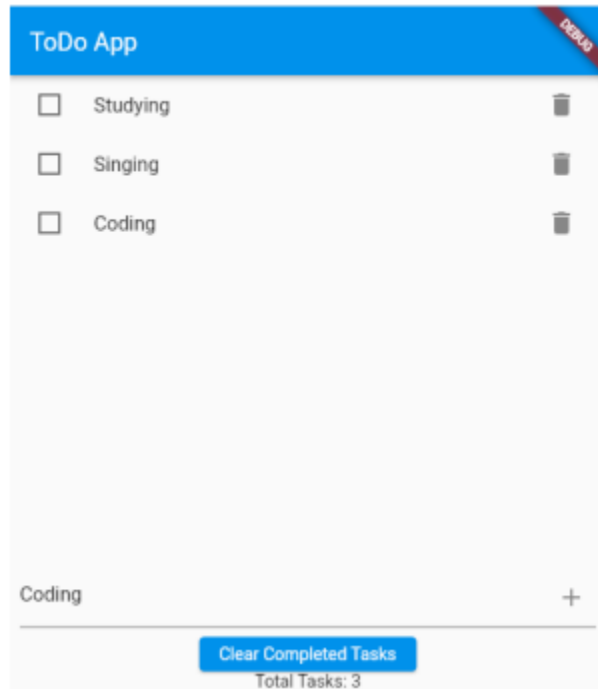 ToDo App
DEBUG
Studying
Singing
Coding
Coding
Clear Completed Tasks
Total Tasks: 3